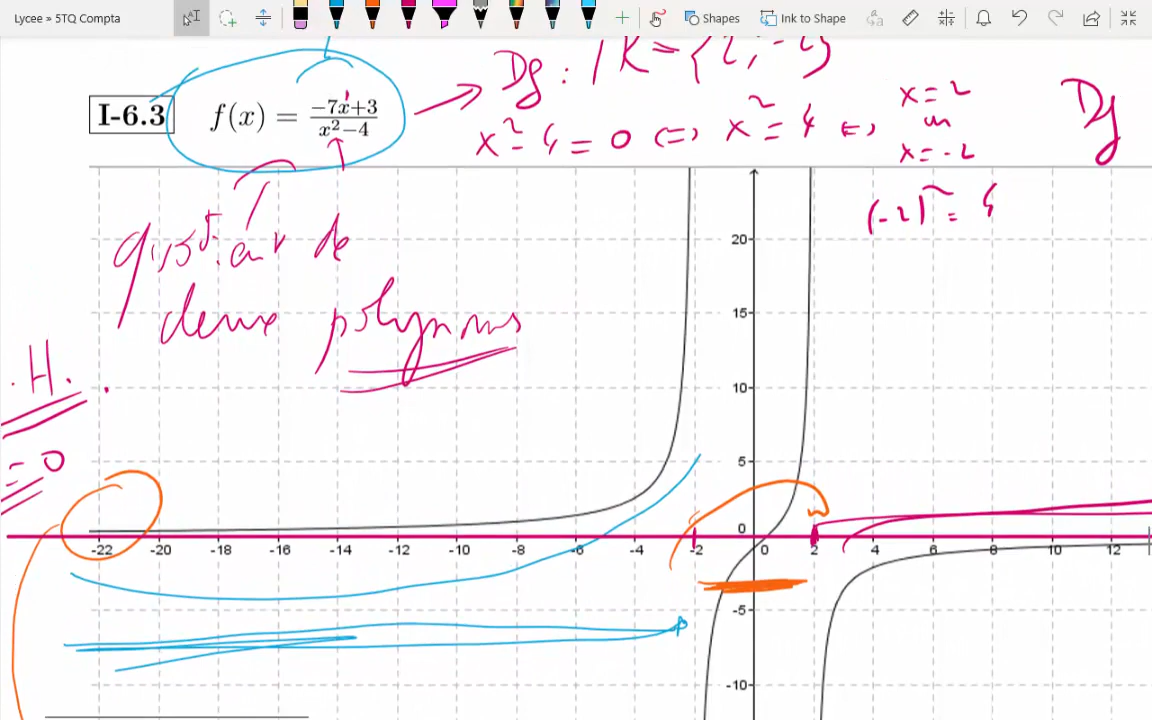 Lycee » 5TQ Compta
Shapes
Ink to Shape
Df : ℝ - {2, -2}
I-6.3 f(x) = (-7x+3)/(x²-4)
x² - 4 = 0 ⇔ x² = 4 ⇔ x = 2
ou
x = -2
Df
(-2)² = 4
quotient de
deux polynomes
. H. .
= 0
20
15
10
5
0
-22 -20 -18 -16 -14 -12 -10 -8 -6 -4 -2 0 2 4 6 8 10 12
-5
-10